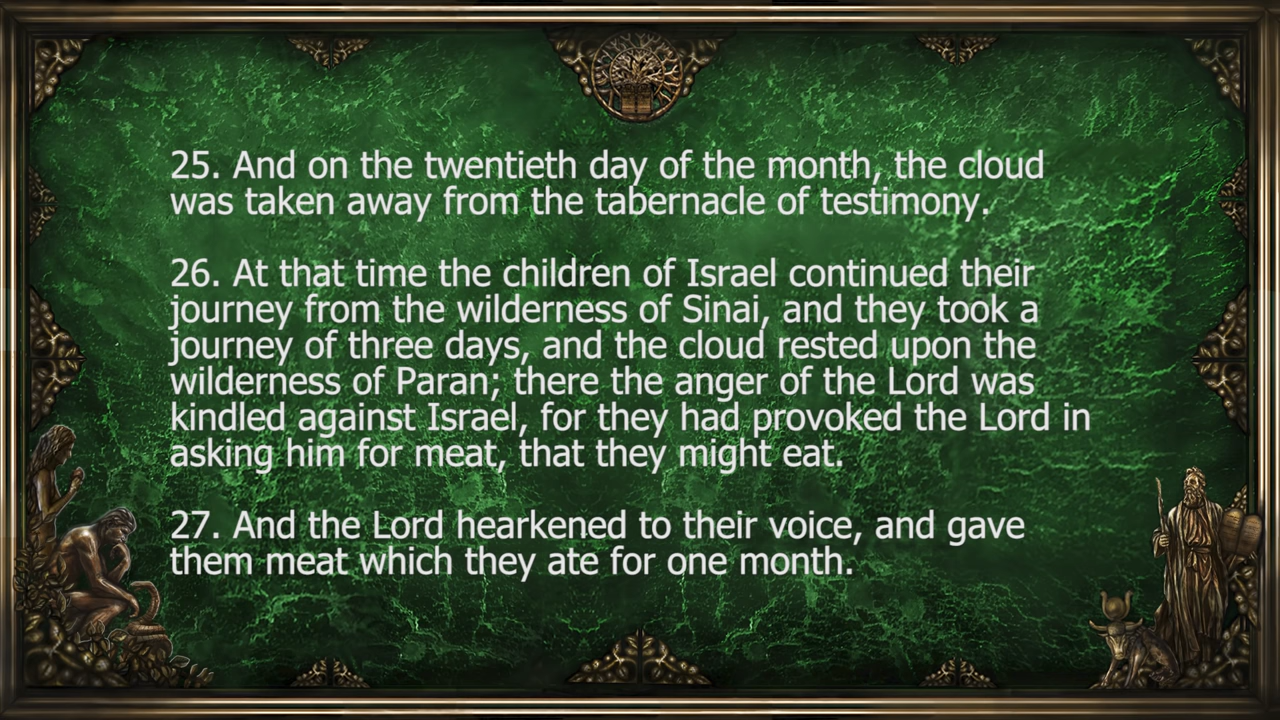 25. And on the twentieth day of the month, the cloud
was taken away from the tabernacle of testimony.
26. At that time the children of Israel continued their
journey from the wilderness of Sinai, and they took a
journey of three days, and the cloud rested upon the
wilderness of Paran; there the anger of the Lord was
kindled against Israel, for they had provoked the Lord in
asking him for meat, that they might eat.
27. And the Lord hearkened to their voice, and gave
them meat which they ate for one month.